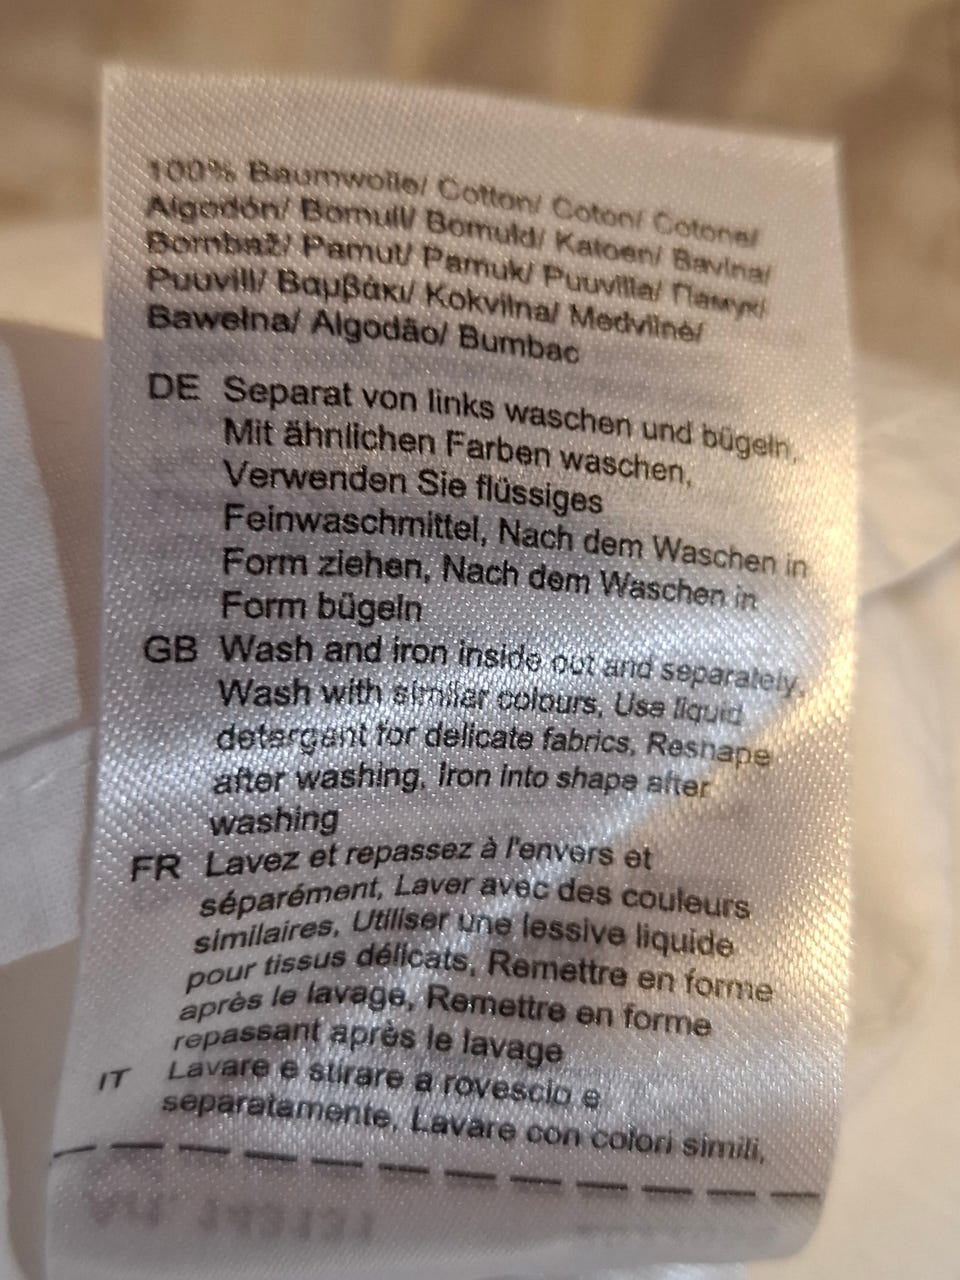 100% Baumwolle/ Cotton/ Coton/ Cotone/
Algodón/ Bomull/ Bomuld/ Katoen/ Bavlna/
Bombaž/ Pamut/ Pamuk/ Puuvilla/ Памук/
Puuvill/ Βαμβάκι/ Kokvilna/ Medvilnė/
Bawełna/ Algodão/ Bumbac
DE Separat von links waschen und bügeln,
Mit ähnlichen Farben waschen,
Verwenden Sie flüssiges
Feinwaschmittel, Nach dem Waschen in
Form ziehen, Nach dem Waschen in
Form bügeln
GB Wash and iron inside out and separately,
Wash with similar colours, Use liquid
detergent for delicate fabrics, Reshape
after washing, Iron into shape after
washing
FR Lavez et repassez à l'envers et
séparément, Laver avec des couleurs
similaires, Utiliser une lessive liquide
pour tissus délicats, Remettre en forme
après le lavage, Remettre en forme
repassant après le lavage
IT Lavare e stirare a rovescio e
separatamente, Lavare con colori simili,